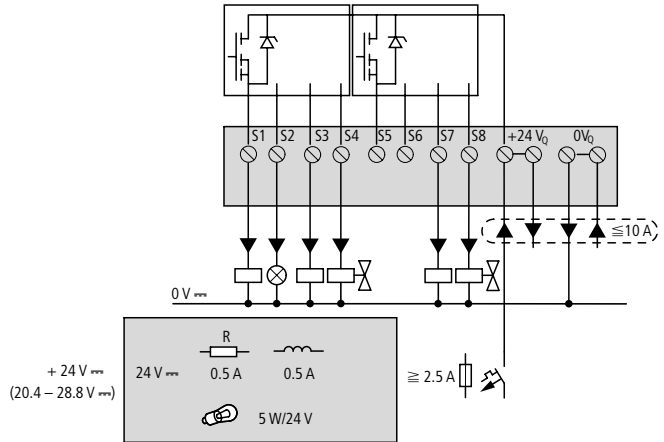 S1 S2 S3 S4 S5 S6 S7 S8 +24 VQ 0VQ
≦10 A
0 V ⎓
R
+ 24 V ⎓
(20.4 – 28.8 V ⎓)
24 V ⎓
0.5 A 0.5 A
5 W/24 V
≧ 2.5 A